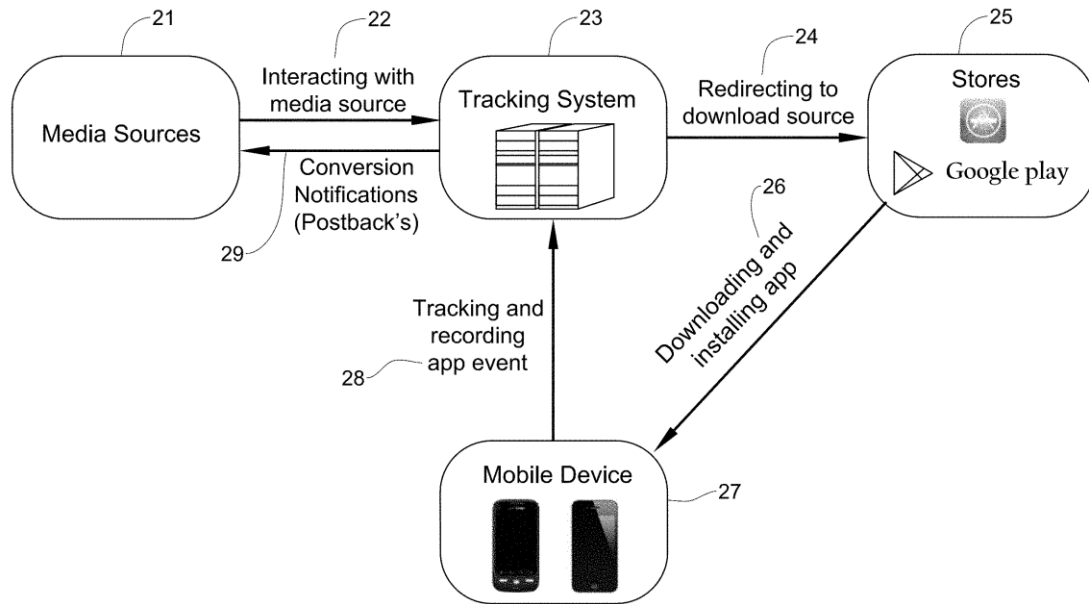 21
22
23
24
25
Media Sources
Interacting with
media source
Tracking System
Redirecting to
download source
Stores
Google play
Conversion
Notifications
(Postback's)
29
26
Downloading and
installing app
Tracking and
recording
app event
28
Mobile Device
27